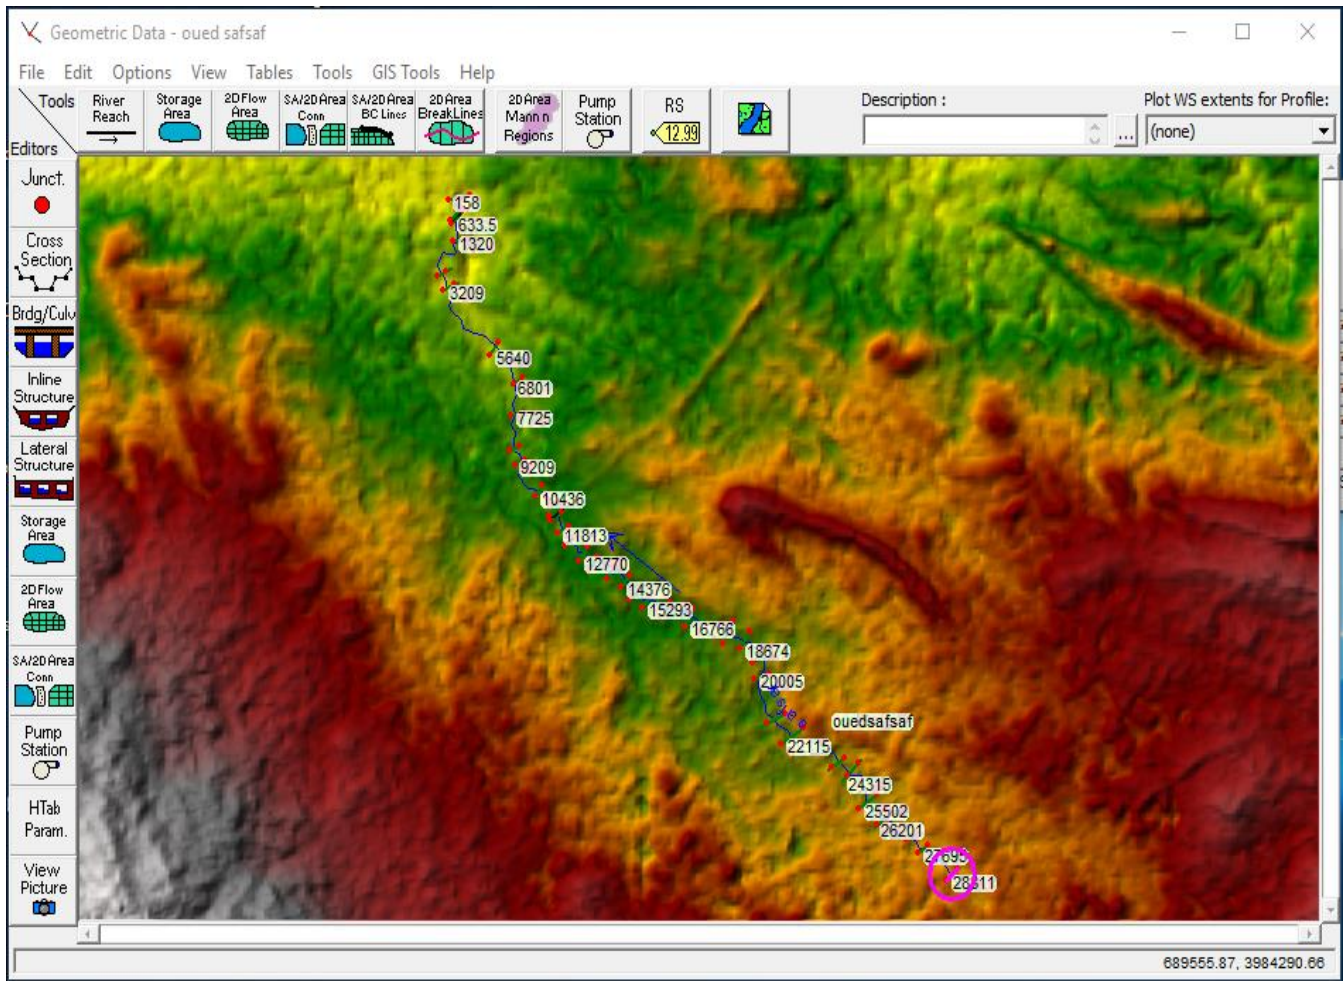 Geometric Data - oued safsaf
File Edit Options View Tables Tools GIS Tools Help
Tools
Editors
River
Reach
Storage
Area
2D Flow
Area
SA/2D Area
Conn
SA/2D Area
BC Lines
2D Area
BreakLines
2D Area
Mann n
Regions
Pump
Station
RS
12.99
Description :
...
Plot WS extents for Profile:
(none)
Junct.
Cross
Section
Brdg/Culv
Inline
Structure
Lateral
Structure
Storage
Area
2D Flow
Area
SA/2D Area
Conn
Pump
Station
HTab
Param.
View
Picture
158
633.5
1320
3209
5640
6801
7725
9209
10436
11813
12770
14376
15293
16766
18674
20005
ouedsafsaf
22115
24315
25502
26201
27695
28811
689555.87, 3984290.66